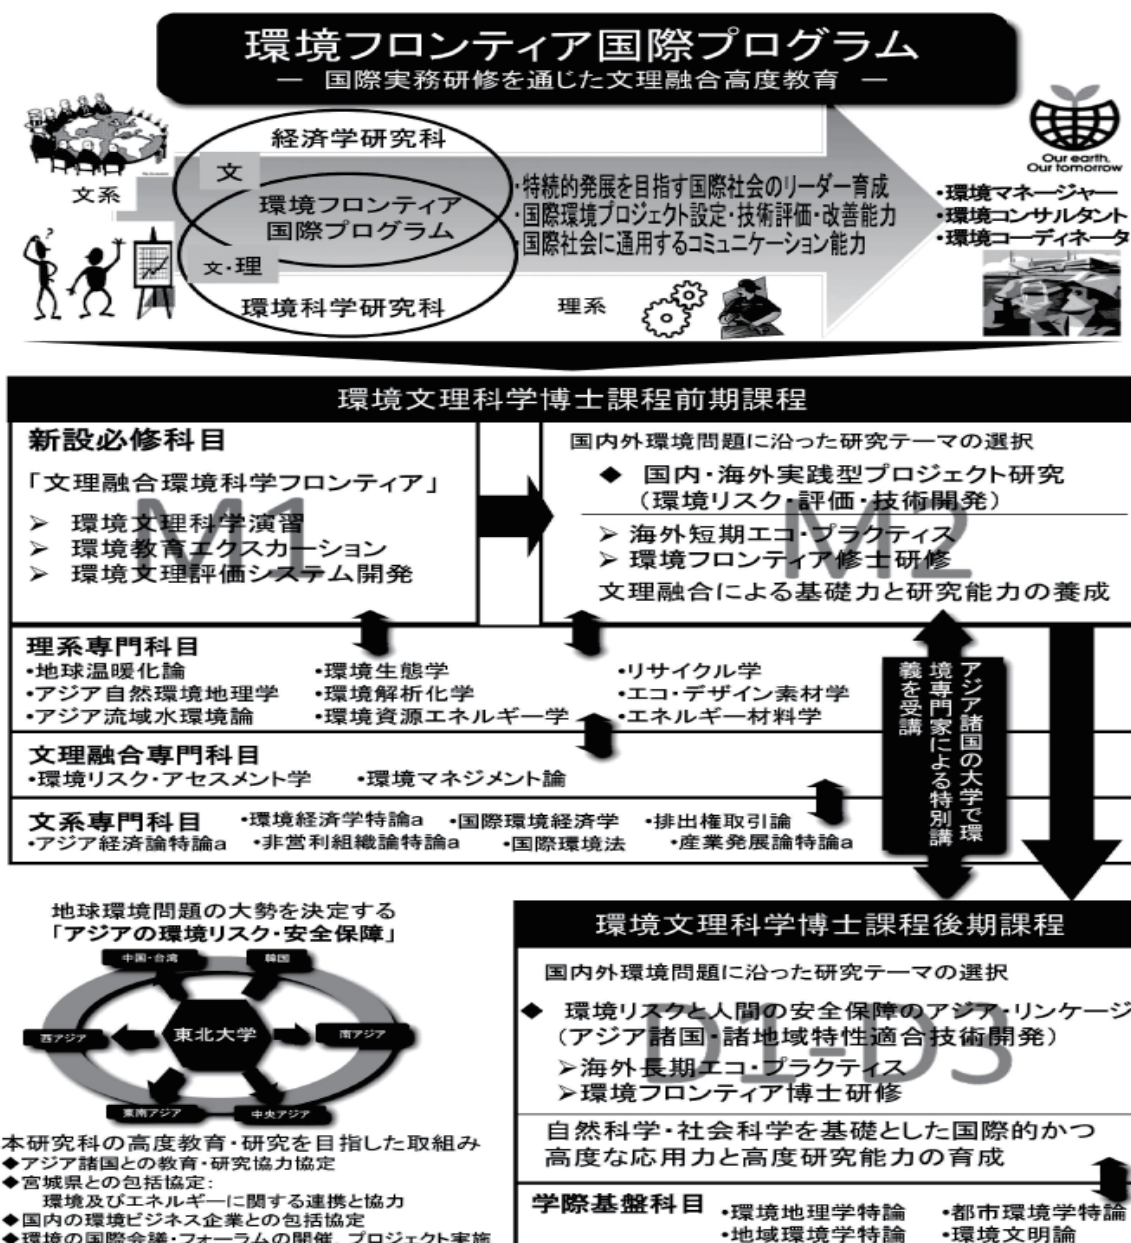 環境フロンティア国際プログラム
― 国際実務研修を通じた文理融合高度教育 ―
経済学研究科
文
文系
環境フロンティア
国際プログラム
文・理
環境科学研究科
・特続的発展を目指す国際社会のリーダー育成
・国際環境プロジェクト設定・技術評価・改善能力
・国際社会に通用するコミュニケーション能力
理系
Our earth,
Our tomorrow
・環境マネージャー
・環境コンサルタント
・環境コーディネータ
環境文理科学博士課程前期課程
新設必修科目
「文理融合環境科学フロンティア」
M1
➢ 環境文理科学演習
➢ 環境教育エクスカーション
➢ 環境文理評価システム開発
国内外環境問題に沿った研究テーマの選択
◆ 国内・海外実践型プロジェクト研究
（環境リスク・評価・技術開発）
M2
➢ 海外短期エコ・プラクティス
➢ 環境フロンティア修士研修
文理融合による基礎力と研究能力の養成
理系専門科目
・地球温暖化論 ・環境生態学 ・リサイクル学
・アジア自然環境地理学 ・環境解析化学 ・エコ・デザイン素材学
・アジア流域水環境論 ・環境資源エネルギー学 ・エネルギー材料学
文理融合専門科目
・環境リスク・アセスメント学 ・環境マネジメント論
文系専門科目 ・環境経済学特論a ・国際環境経済学 ・排出権取引論
・アジア経済論特論a ・非営利組織論特論a ・国際環境法 ・産業発展論特論a
アジア諸国の大学で環
境専門家による特別講
義を受講
地球環境問題の大勢を決定する
「アジアの環境リスク・安全保障」
中国・台湾
韓国
西アジア
東北大学
南アジア
東南アジア
中央アジア
本研究科の高度教育・研究を目指した取組み
◆アジア諸国との教育・研究協力協定
◆宮城県との包括協定:
環境及びエネルギーに関する連携と協力
◆国内の環境ビジネス企業との包括協定
◆環境の国際会議・フォーラムの開催、プロジェクト実施
環境文理科学博士課程後期課程
国内外環境問題に沿った研究テーマの選択
◆ 環境リスクと人間の安全保障のアジア・リンケージ
（アジア諸国・諸地域特性適合技術開発）
D1-D3
➢海外長期エコ・プラクティス
➢環境フロンティア博士研修
自然科学・社会科学を基礎とした国際的かつ
高度な応用力と高度研究能力の育成
学際基盤科目 ・環境地理学特論 ・都市環境学特論
・地域環境学特論 ・環境文明論